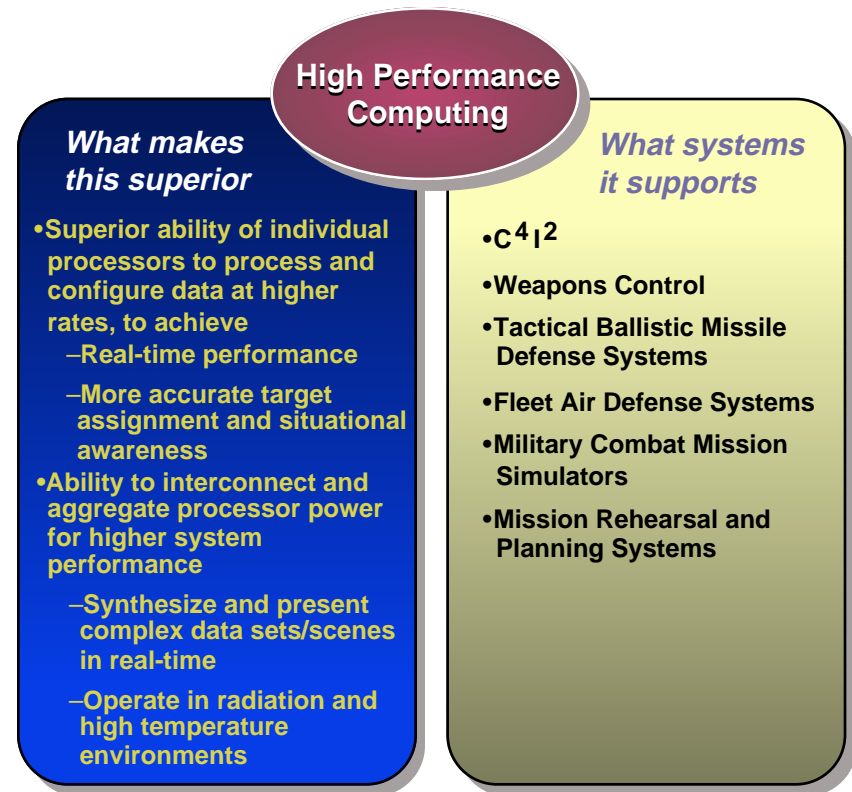 High Performance
Computing
What makes
this superior
•Superior ability of individual
processors to process and
configure data at higher
rates, to achieve
–Real-time performance
–More accurate target
assignment and situational
awareness
•Ability to interconnect and
aggregate processor power
for higher system
performance
–Synthesize and present
complex data sets/scenes
in real-time
–Operate in radiation and
high temperature
environments
What systems
it supports
•C⁴I²
•Weapons Control
•Tactical Ballistic Missile
Defense Systems
•Fleet Air Defense Systems
•Military Combat Mission
Simulators
•Mission Rehearsal and
Planning Systems